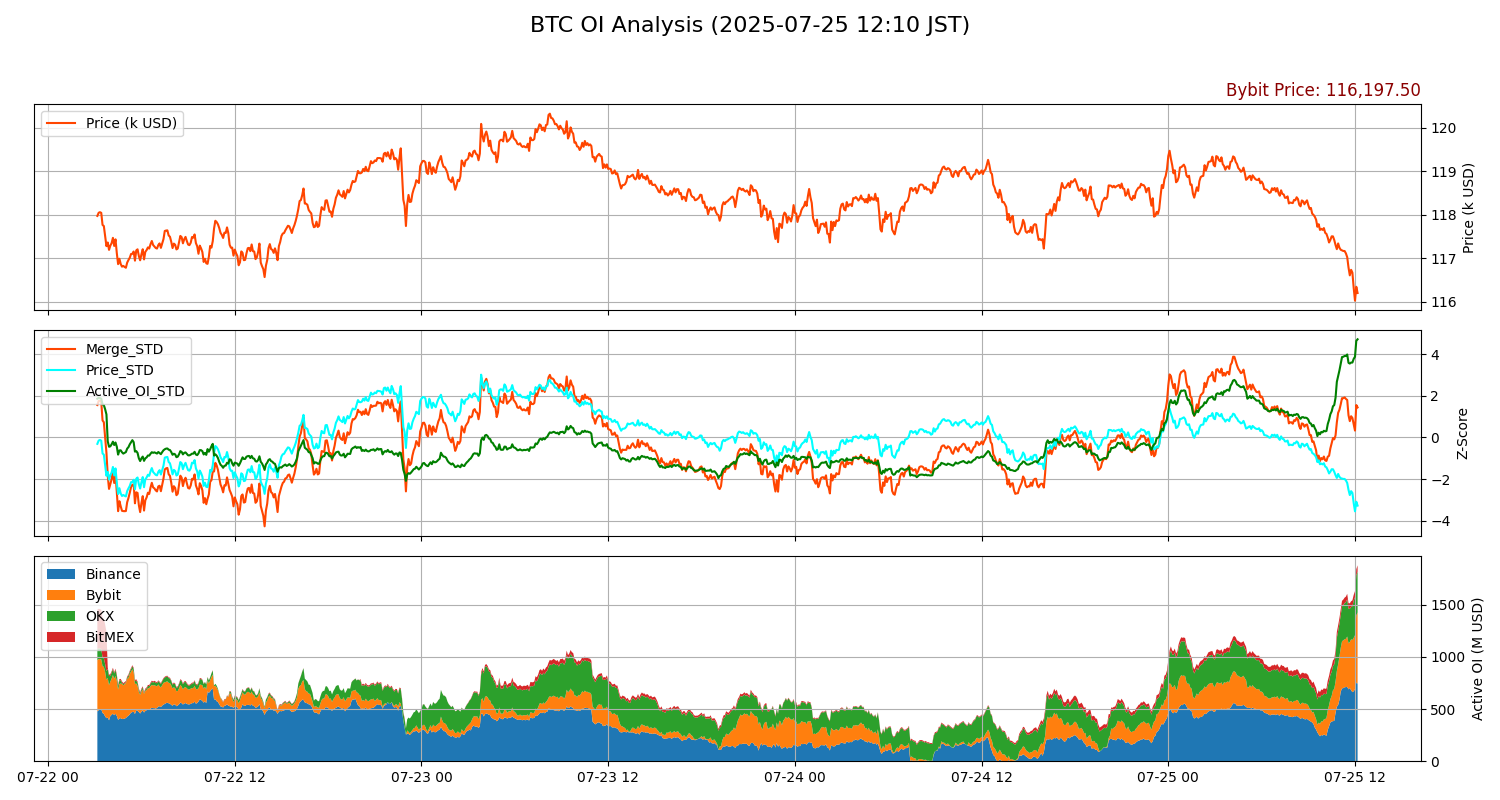 BTC OI Analysis (2025-07-25 12:10 JST)
Bybit Price: 116,197.50
Price (k USD)
120
119
118
117
116
Price (k USD)
Merge_STD
Price_STD
Active_OI_STD
4
2
0
−2
−4
Z-Score
Binance
Bybit
OKX
BitMEX
1500
1000
500
0
Active OI (M USD)
07-22 00
07-22 12
07-23 00
07-23 12
07-24 00
07-24 12
07-25 00
07-25 12